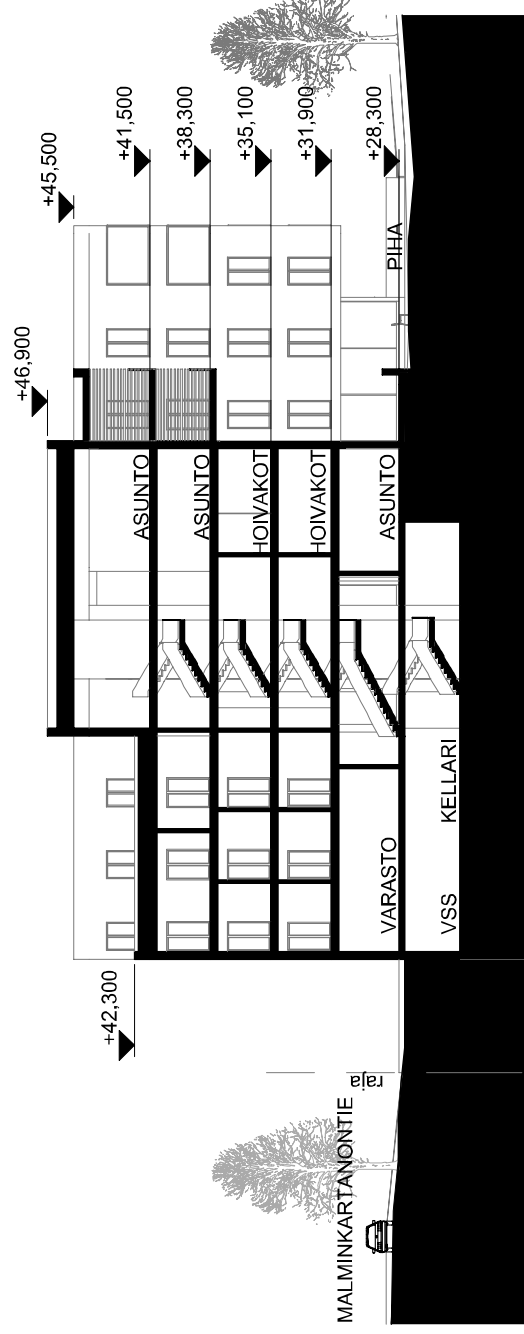 +46,900
+45,500
+42,300
+41,500
ASUNTO
+38,300
ASUNTO
+35,100
HOIVAKOT
+31,900
HOIVAKOT
MALMINKARTANONTIE
raja
VARASTO
ASUNTO
PIHA
+28,300
VSS
KELLARI